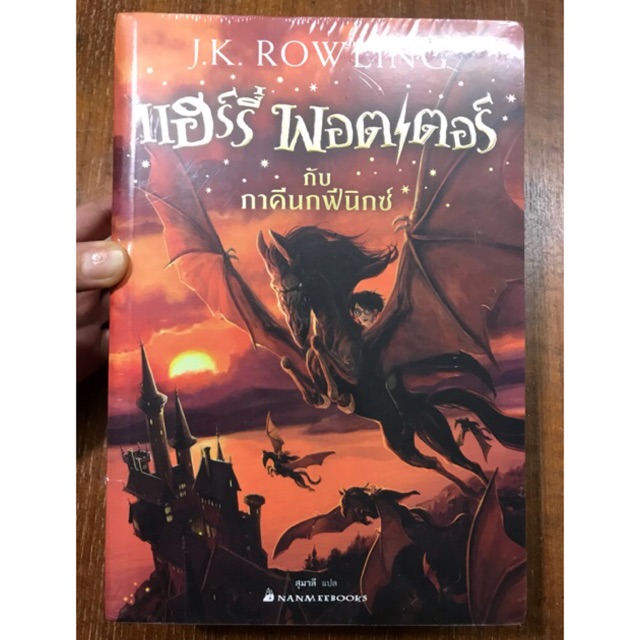 J.K. ROWLING
แฮร์รี่ พอตเตอร์
กับ
ภาคีนกฟีนิกซ์
สุมาลี แปล
NANMEEBOOKS